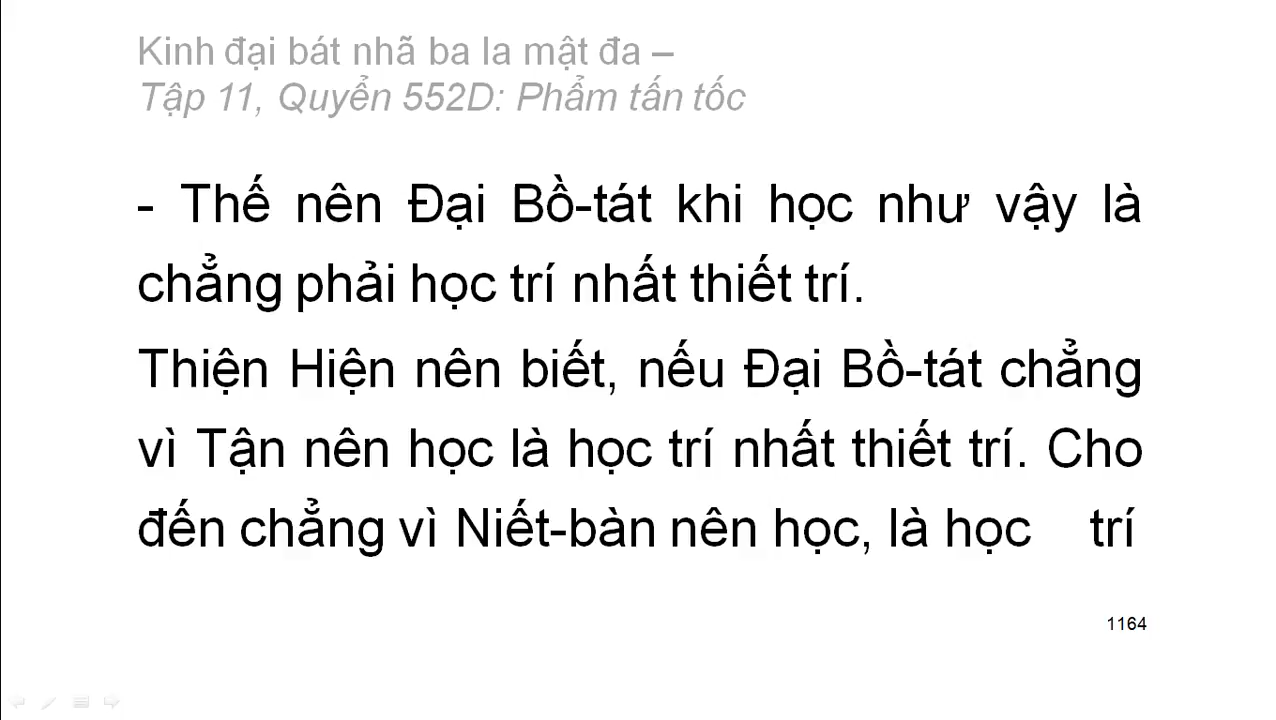 Kinh đại bát nhã ba la mật đa –
Tập 11, Quyển 552D: Phẩm tấn tốc
- Thế nên Đại Bồ-tát khi học như vậy là
chẳng phải học trí nhất thiết trí.
Thiện Hiện nên biết, nếu Đại Bồ-tát chẳng
vì Tận nên học là học trí nhất thiết trí. Cho
đến chẳng vì Niết-bàn nên học, là học trí
1164